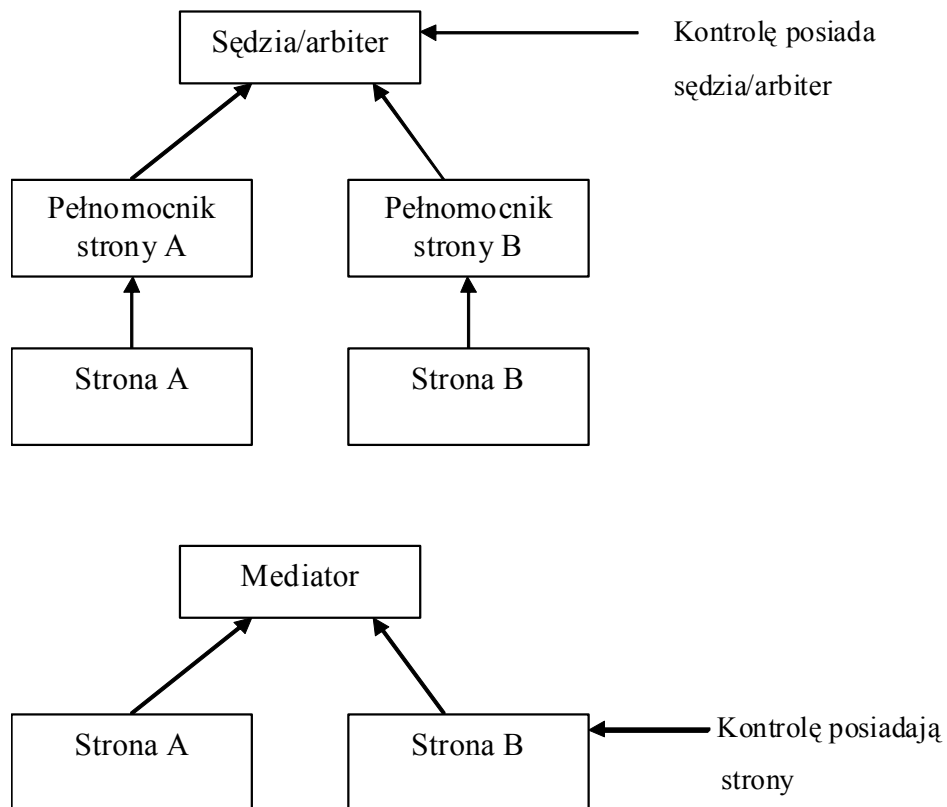 Sędzia/arbiter
Kontrolę posiada
sędzia/arbiter
Pełnomocnik
strony A
Pełnomocnik
strony B
Strona A
Strona B
Mediator
Strona A
Strona B
Kontrolę posiadają
strony